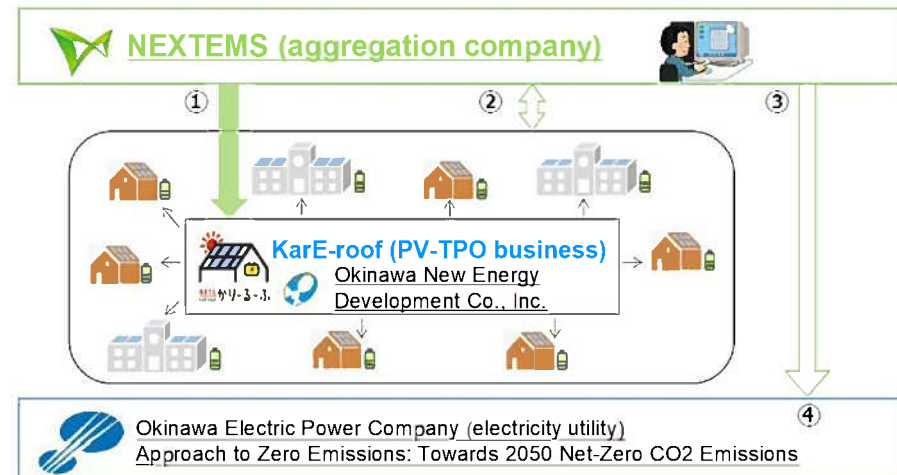 NEXTEMS (aggregation company)
① ② ③
KarE-roof (PV-TPO business)
かりーるーふ
Okinawa New Energy
Development Co., Inc.
④
Okinawa Electric Power Company (electricity utility)
Approach to Zero Emissions: Towards 2050 Net-Zero CO2 Emissions